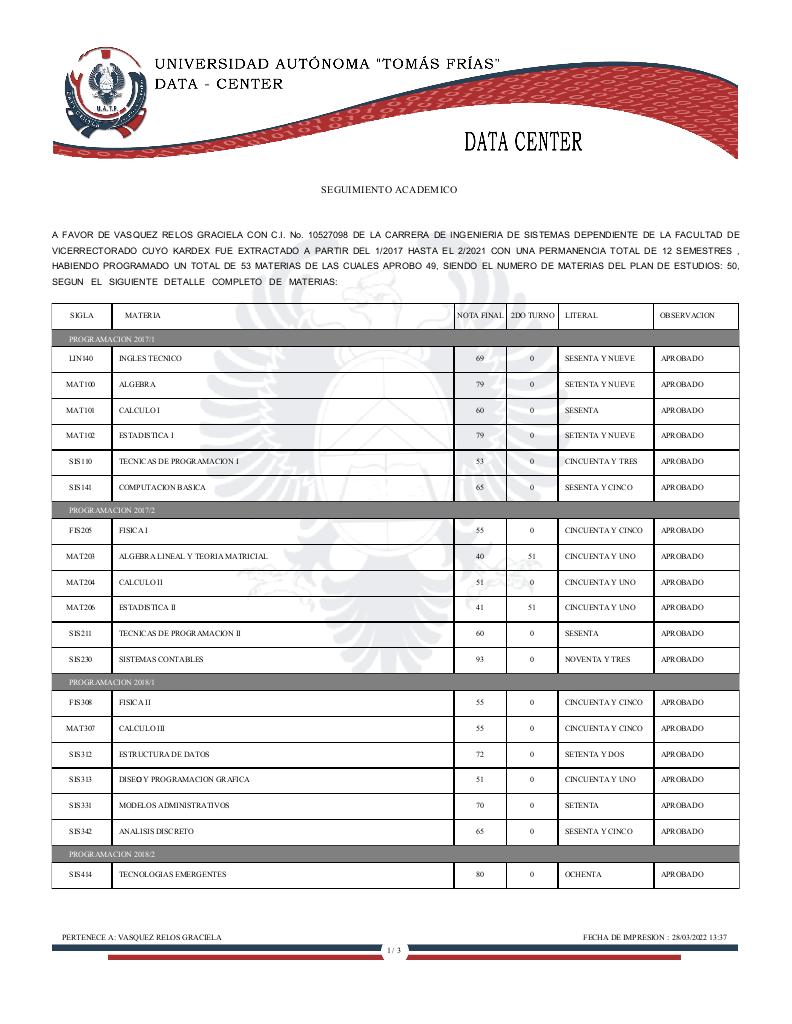 UNIVERSIDAD AUTÓNOMA "TOMÁS FRÍAS"
DATA - CENTER
U.A.T.F.
DATA CENTER
SEGUIMIENTO ACADEMICO
A FAVOR DE VASQUEZ RELOS GRACIELA CON C.I. No. 10527098 DE LA CARRERA DE INGENIERIA DE SISTEMAS DEPENDIENTE DE LA FACULTAD DE
VICERRECTORADO CUYO KARDEX FUE EXTRACTADO A PARTIR DEL 1/2017 HASTA EL 2/2021 CON UNA PERMANENCIA TOTAL DE 12 SEMESTRES ,
HABIENDO PROGRAMADO UN TOTAL DE 53 MATERIAS DE LAS CUALES APROBO 49, SIENDO EL NUMERO DE MATERIAS DEL PLAN DE ESTUDIOS: 50,
SEGUN EL SIGUIENTE DETALLE COMPLETO DE MATERIAS:
SIGLA MATERIA NOTA FINAL 2DO TURNO LITERAL OBSERVACION
PROGRAMACION 2017/1
LIN140 INGLES TECNICO 69 0 SESENTA Y NUEVE APROBADO
MAT100 ALGEBRA 79 0 SETENTA Y NUEVE APROBADO
MAT101 CALCULO I 60 0 SESENTA APROBADO
MAT102 ESTADISTICA I 79 0 SETENTA Y NUEVE APROBADO
SIS110 TECNICAS DE PROGRAMACION I 53 0 CINCUENTA Y TRES APROBADO
SIS141 COMPUTACION BASICA 65 0 SESENTA Y CINCO APROBADO
PROGRAMACION 2017/2
FIS205 FISICA I 55 0 CINCUENTA Y CINCO APROBADO
MAT203 ALGEBRA LINEAL Y TEORIA MATRICIAL 40 51 CINCUENTA Y UNO APROBADO
MAT204 CALCULO II 51 0 CINCUENTA Y UNO APROBADO
MAT206 ESTADISTICA II 41 51 CINCUENTA Y UNO APROBADO
SIS211 TECNICAS DE PROGRAMACION II 60 0 SESENTA APROBADO
SIS230 SISTEMAS CONTABLES 93 0 NOVENTA Y TRES APROBADO
PROGRAMACION 2018/1
FIS308 FISICA II 55 0 CINCUENTA Y CINCO APROBADO
MAT307 CALCULO III 55 0 CINCUENTA Y CINCO APROBADO
SIS312 ESTRUCTURA DE DATOS 72 0 SETENTA Y DOS APROBADO
SIS313 DISEO Y PROGRAMACION GRAFICA 51 0 CINCUENTA Y UNO APROBADO
SIS331 MODELOS ADMINISTRATIVOS 70 0 SETENTA APROBADO
SIS342 ANALISIS DISCRETO 65 0 SESENTA Y CINCO APROBADO
PROGRAMACION 2018/2
SIS414 TECNOLOGIAS EMERGENTES 80 0 OCHENTA APROBADO
PERTENECE A: VASQUEZ RELOS GRACIELA FECHA DE IMPRESION : 28/03/2022 13:37
1 / 3